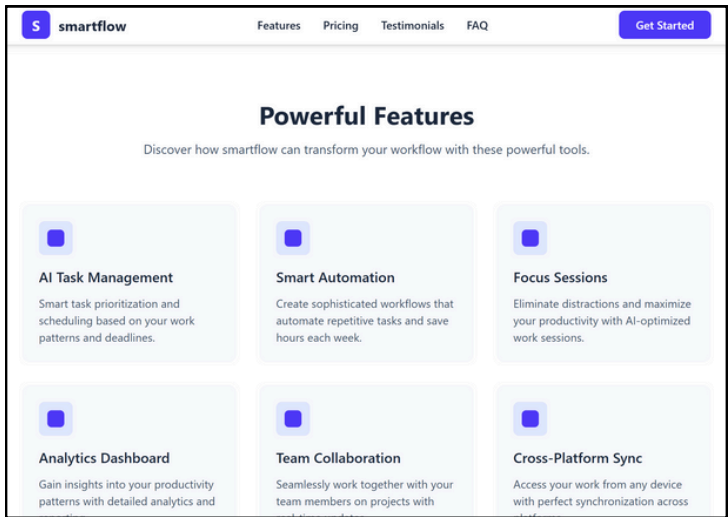 S smartflow Features Pricing Testimonials FAQ Get Started
Powerful Features
Discover how smartflow can transform your workflow with these powerful tools.
AI Task Management
Smart task prioritization and
scheduling based on your work
patterns and deadlines.
Smart Automation
Create sophisticated workflows that
automate repetitive tasks and save
hours each week.
Focus Sessions
Eliminate distractions and maximize
your productivity with AI-optimized
work sessions.
Analytics Dashboard
Gain insights into your productivity
patterns with detailed analytics and
Team Collaboration
Seamlessly work together with your
team members on projects with
Cross-Platform Sync
Access your work from any device
with perfect synchronization across